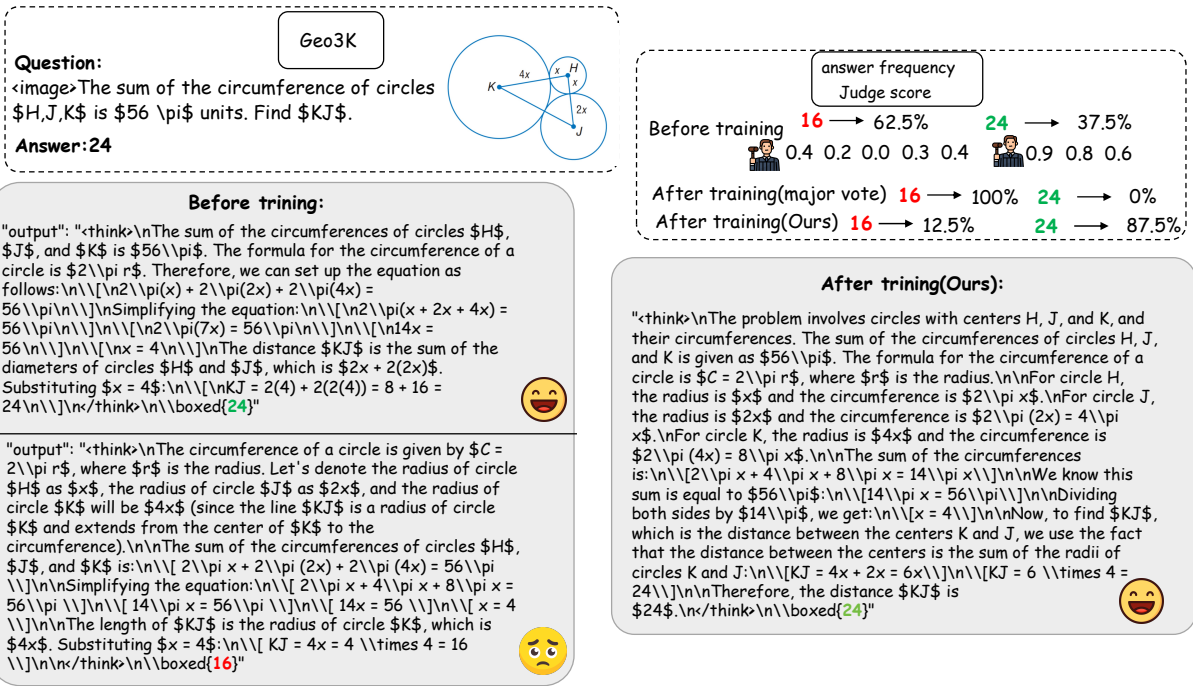 Geo3K
Question:
<image>The sum of the circumference of circles
$H,J,K$ is $56 \pi$ units. Find $KJ$.
Answer:24
4x
x
H
K
x
2x
J
answer frequency
Judge score
Before training 16 → 62.5% 24 → 37.5%
0.4 0.2 0.0 0.3 0.4 0.9 0.8 0.6
After training(major vote) 16 → 100% 24 → 0%
After training(Ours) 16 → 12.5% 24 → 87.5%
Before trining:
"output": "<think>\nThe sum of the circumferences of circles $H$,
$J$, and $K$ is $56\\pi$. The formula for the circumference of a
circle is $2\\pi r$. Therefore, we can set up the equation as
follows:\n\\[\n2\\pi(x) + 2\\pi(2x) + 2\\pi(4x) =
56\\pi\n\\]\nSimplifying the equation:\n\\[\n2\\pi(x + 2x + 4x) =
56\\pi\n\\]\n\\[\n2\\pi(7x) = 56\\pi\n\\]\n\\[\n14x =
56\n\\]\n\\[\nx = 4\n\\]\nThe distance $KJ$ is the sum of the
diameters of circles $H$ and $J$, which is $2x + 2(2x)$.
Substituting $x = 4$:\n\\[\nKJ = 2(4) + 2(2(4)) = 8 + 16 =
24\n\\]\n</think>\n\\boxed{24}"
"output": "<think>\nThe circumference of a circle is given by $C =
2\\pi r$, where $r$ is the radius. Let's denote the radius of circle
$H$ as $x$, the radius of circle $J$ as $2x$, and the radius of
circle $K$ will be $4x$ (since the line $KJ$ is a radius of circle
$K$ and extends from the center of $K$ to the
circumference).\n\nThe sum of the circumferences of circles $H$,
$J$, and $K$ is:\n\\[ 2\\pi x + 2\\pi (2x) + 2\\pi (4x) = 56\\pi
\\]\n\nSimplifying the equation:\n\\[ 2\\pi x + 4\\pi x + 8\\pi x =
56\\pi \\]\n\\[ 14\\pi x = 56\\pi \\]\n\\[ 14x = 56 \\]\n\\[ x = 4
\\]\n\nThe length of $KJ$ is the radius of circle $K$, which is
$4x$. Substituting $x = 4$:\n\\[ KJ = 4x = 4 \\times 4 = 16
\\]\n\n</think>\n\\boxed{16}"
After trining(Ours):
"<think>\nThe problem involves circles with centers H, J, and K, and
their circumferences. The sum of the circumferences of circles H, J,
and K is given as $56\\pi$. The formula for the circumference of a
circle is $C = 2\\pi r$, where $r$ is the radius.\n\nFor circle H,
the radius is $x$ and the circumference is $2\\pi x$.\nFor circle J,
the radius is $2x$ and the circumference is $2\\pi (2x) = 4\\pi
x$.\nFor circle K, the radius is $4x$ and the circumference is
$2\\pi (4x) = 8\\pi x$.\n\nThe sum of the circumferences
is:\n\\[2\\pi x + 4\\pi x + 8\\pi x = 14\\pi x\\]\n\nWe know this
sum is equal to $56\\pi$:\n\\[14\\pi x = 56\\pi\\]\n\nDividing
both sides by $14\\pi$, we get:\n\\[x = 4\\]\n\nNow, to find $KJ$,
which is the distance between the centers K and J, we use the fact
that the distance between the centers is the sum of the radii of
circles K and J:\n\\[KJ = 4x + 2x = 6x\\]\n\\[KJ = 6 \\times 4 =
24\\]\n\nTherefore, the distance $KJ$ is
$24$.\n</think>\n\\boxed{24}"